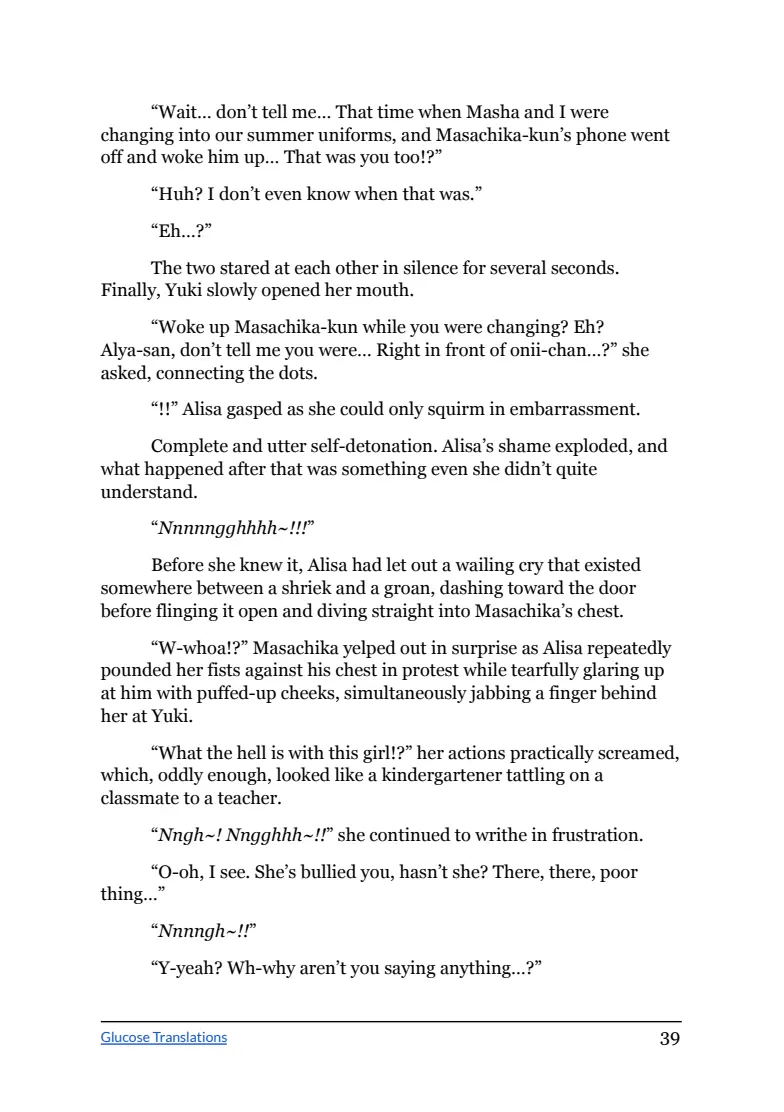 “Wait... don’t tell me... That time when Masha and I were
changing into our summer uniforms, and Masachika-kun’s phone went
off and woke him up... That was you too!?”
“Huh? I don’t even know when that was.”
“Eh...?”
The two stared at each other in silence for several seconds.
Finally, Yuki slowly opened her mouth.
“Woke up Masachika-kun while you were changing? Eh?
Alya-san, don’t tell me you were... Right in front of onii-chan...?” she
asked, connecting the dots.
“!!” Alisa gasped as she could only squirm in embarrassment.
Complete and utter self-detonation. Alisa’s shame exploded, and
what happened after that was something even she didn’t quite
understand.
“Nnnnngghhhh~!!!”
Before she knew it, Alisa had let out a wailing cry that existed
somewhere between a shriek and a groan, dashing toward the door
before flinging it open and diving straight into Masachika’s chest.
“W-whoa!?” Masachika yelped out in surprise as Alisa repeatedly
pounded her fists against his chest in protest while tearfully glaring up
at him with puffed-up cheeks, simultaneously jabbing a finger behind
her at Yuki.
“What the hell is with this girl!?” her actions practically screamed,
which, oddly enough, looked like a kindergartener tattling on a
classmate to a teacher.
“Nngh~! Nngghhh~!!” she continued to writhe in frustration.
“O-oh, I see. She’s bullied you, hasn’t she? There, there, poor
thing...”
“Nnnngh~!!”
“Y-yeah? Wh-why aren’t you saying anything...?”
Glucose Translations
39